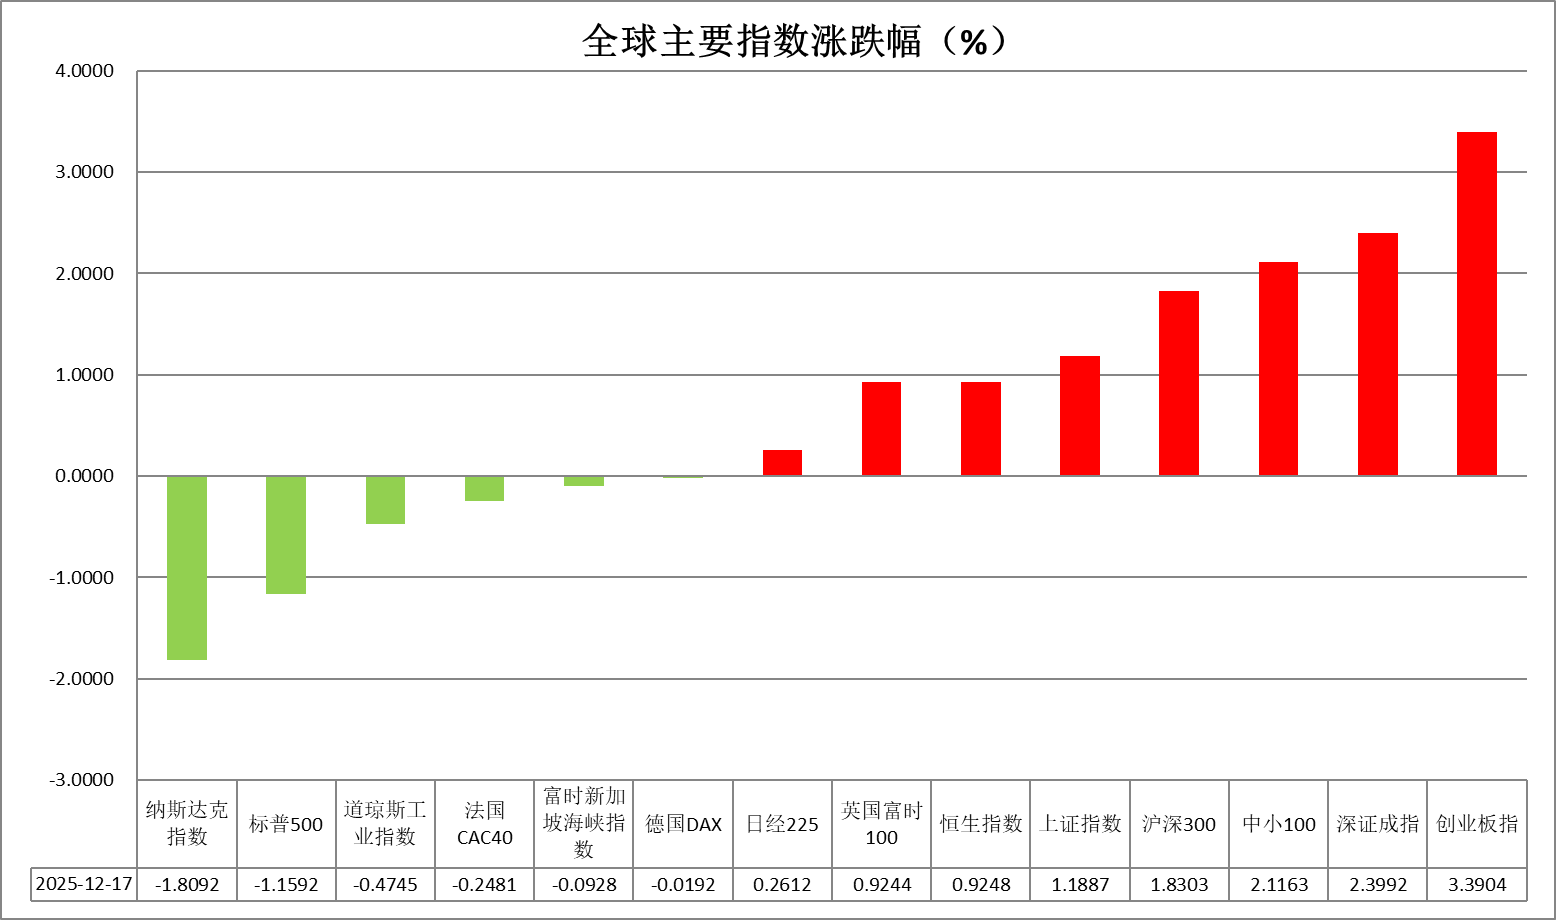 全球主要指数涨跌幅（%）
4.0000
3.0000
2.0000
1.0000
0.0000
-1.0000
-2.0000
-3.0000
纳斯达克
指数
标普500
道琼斯工
业指数
法国
CAC40
富时新加
坡海峡指
数
德国DAX
日经225
英国富时
100
恒生指数
上证指数
沪深300
中小100
深证成指
创业板指
2025-12-17 -1.8092 -1.1592 -0.4745 -0.2481 -0.0928 -0.0192 0.2612 0.9244 0.9248 1.1887 1.8303 2.1163 2.3992 3.3904